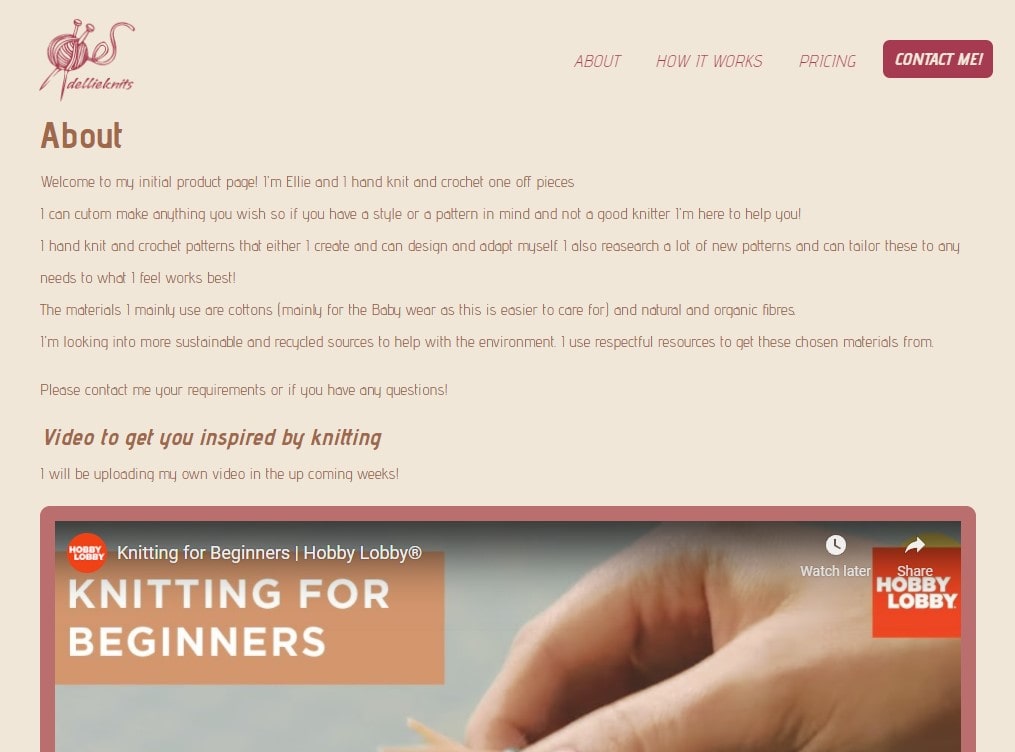 dellieknits
ABOUT HOW IT WORKS PRICING CONTACT ME!
About
Welcome to my initial product page! I'm Ellie and I hand knit and crochet one off pieces
I can cutom make anything you wish so if you have a style or a pattern in mind and not a good knitter I'm here to help you!
I hand knit and crochet patterns that either I create and can design and adapt myself. I also reasearch a lot of new patterns and can tailor these to any
needs to what I feel works best!
The materials I mainly use are cottons (mainly for the Baby wear as this is easier to care for) and natural and organic fibres.
I'm looking into more sustainable and recycled sources to help with the environment. I use respectful resources to get these chosen materials from.
Please contact me your requirements or if you have any questions!
Video to get you inspired by knitting
I will be uploading my own video in the up coming weeks!
HOBBY
LOBBY
Knitting for Beginners | Hobby Lobby®
Watch later
Share
KNITTING FOR
BEGINNERS
HOBBY
LOBBY